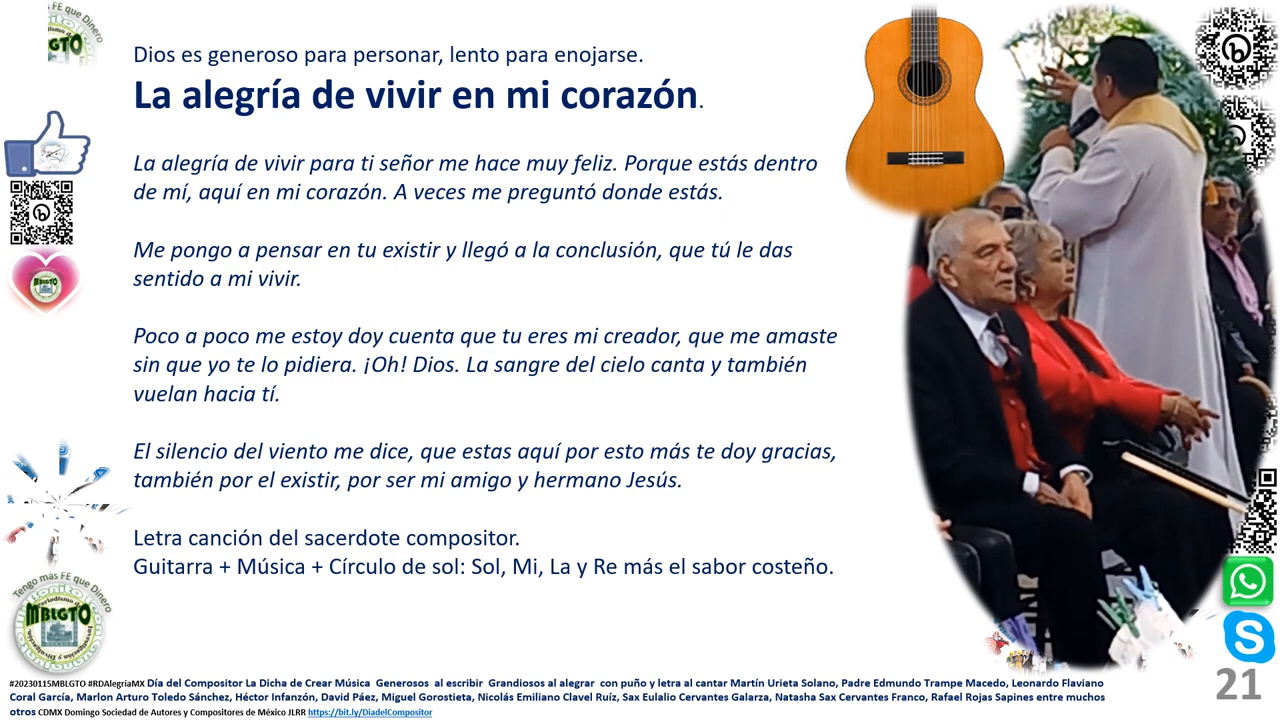 Más FE que Dinero
Dios es generoso para personar, lento para enojarse.
La alegría de vivir en mi corazón.
La alegría de vivir para ti señor me hace muy feliz. Porque estás dentro
de mí, aquí en mi corazón. A veces me preguntó donde estás.
Me pongo a pensar en tu existir y llegó a la conclusión, que tú le das
sentido a mi vivir.
Poco a poco me estoy doy cuenta que tu eres mi creador, que me amaste
sin que yo te lo pidiera. ¡Oh! Dios. La sangre del cielo canta y también
vuelan hacia tí.
El silencio del viento me dice, que estas aquí por esto más te doy gracias,
también por el existir, por ser mi amigo y hermano Jesús.
Letra canción del sacerdote compositor.
Guitarra + Música + Círculo de sol: Sol, Mi, La y Re más el sabor costeño.
MBLGTO
Tengo más FE que Dinero
MBLGTO
S
21
#20230115MBLGTO #RDAlegríaMX Día del Compositor La Dicha de Crear Música Generosos al escribir Grandiosos al alegrar con puño y letra al cantar Martín Urieta Solano, Padre Edmundo Trampe Macedo, Leonardo Flaviano
Coral García, Marlon Arturo Toledo Sánchez, Héctor Infanzón, David Páez, Miguel Gorostieta, Nicolás Emiliano Clavel Ruíz, Sax Eulalio Cervantes Galarza, Natasha Sax Cervantes Franco, Rafael Rojas Sapines entre muchos
otros CDMX Domingo Sociedad de Autores y Compositores de México JLRR https://bit.ly/DiadelCompositor